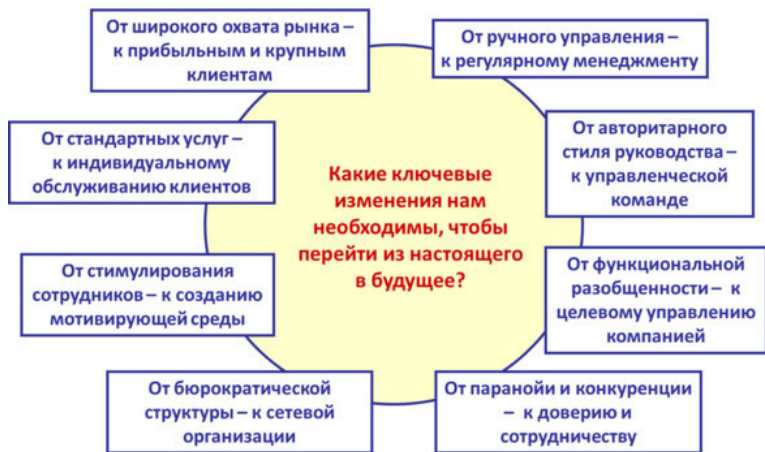 От широкого охвата рынка –
к прибыльным и крупным
клиентам
От ручного управления –
к регулярному менеджменту
От стандартных услуг –
к индивидуальному
обслуживанию клиентов
От авторитарного
стиля руководства –
к управленческой
команде
Какие ключевые
изменения нам
необходимы, чтобы
перейти из настоящего
в будущее?
От стимулирования
сотрудников – к созданию
мотивирующей среды
От функциональной
разобщенности – к
целевому управлению
компанией
От бюрократической
структуры – к сетевой
организации
От паранойи и конкуренции
– к доверию и
сотрудничеству